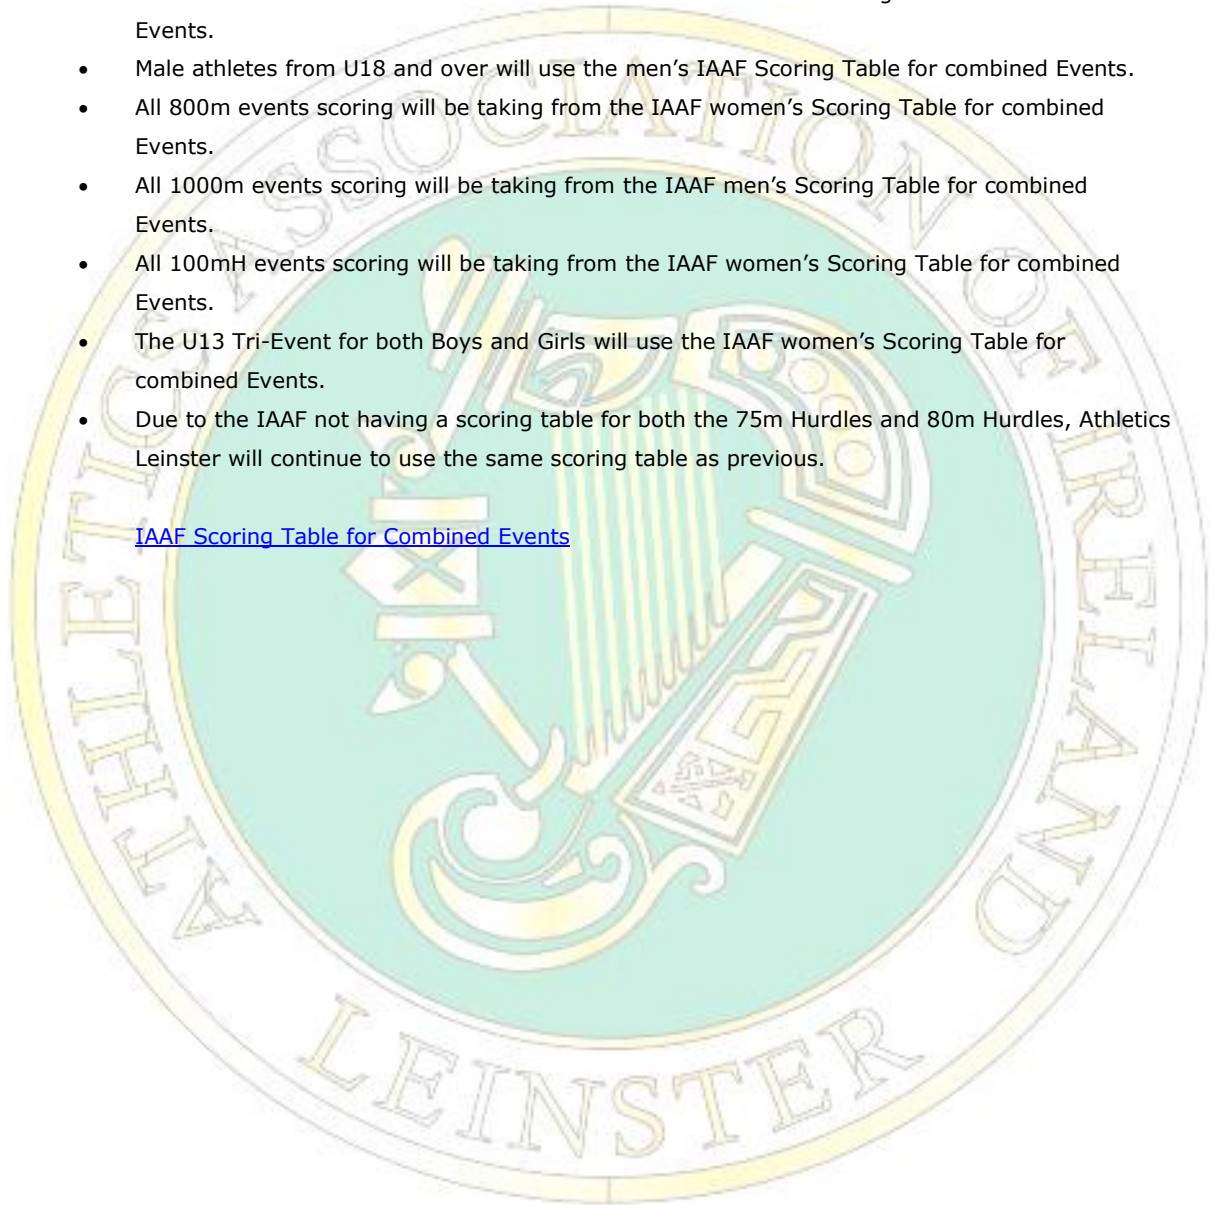 Events.
• Male athletes from U18 and over will use the men’s IAAF Scoring Table for combined Events.
• All 800m events scoring will be taking from the IAAF women’s Scoring Table for combined
Events.
• All 1000m events scoring will be taking from the IAAF men’s Scoring Table for combined
Events.
• All 100mH events scoring will be taking from the IAAF women’s Scoring Table for combined
Events.
• The U13 Tri-Event for both Boys and Girls will use the IAAF women’s Scoring Table for
combined Events.
• Due to the IAAF not having a scoring table for both the 75m Hurdles and 80m Hurdles, Athletics
Leinster will continue to use the same scoring table as previous.
IAAF Scoring Table for Combined Events
ATHLETICS ASSOCIATION OF IRELAND
LEINSTER